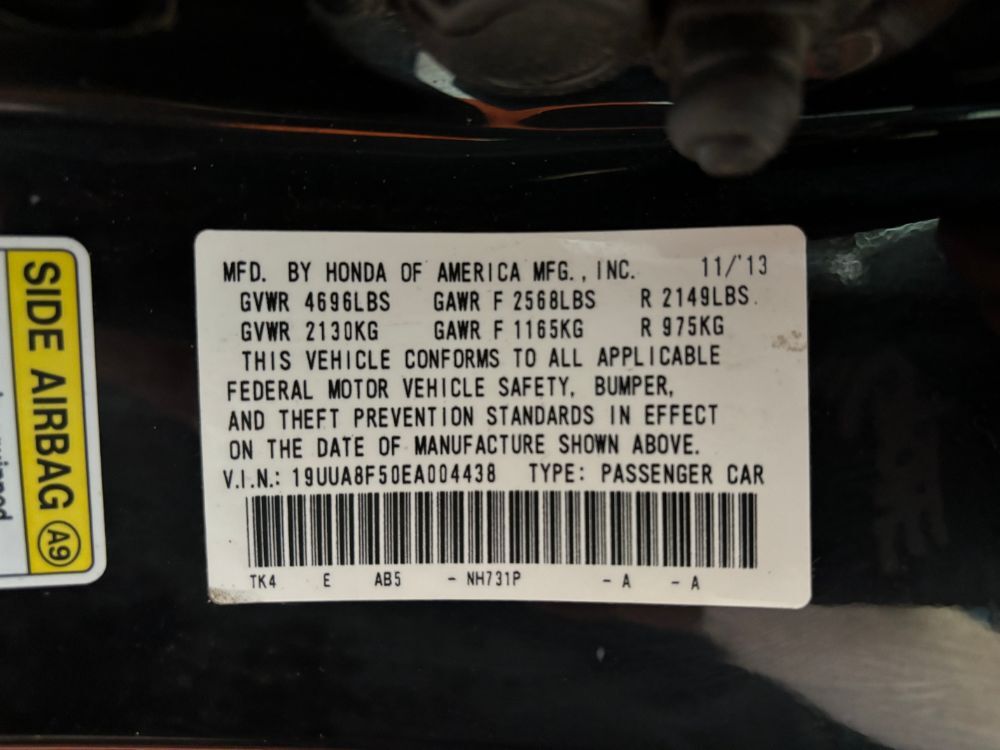 MFD. BY HONDA OF AMERICA MFG., INC. 11/'13
GVWR 4696LBS GAWR F 2568LBS R 2149LBS.
GVWR 2130KG GAWR F 1165KG R 975KG
THIS VEHICLE CONFORMS TO ALL APPLICABLE
FEDERAL MOTOR VEHICLE SAFETY, BUMPER,
AND THEFT PREVENTION STANDARDS IN EFFECT
ON THE DATE OF MANUFACTURE SHOWN ABOVE.
V.I.N.: 19UUA8F50EA004438 TYPE: PASSENGER CAR
TK4 E AB5 - NH731P - A - A
SIDE AIRBAG A9